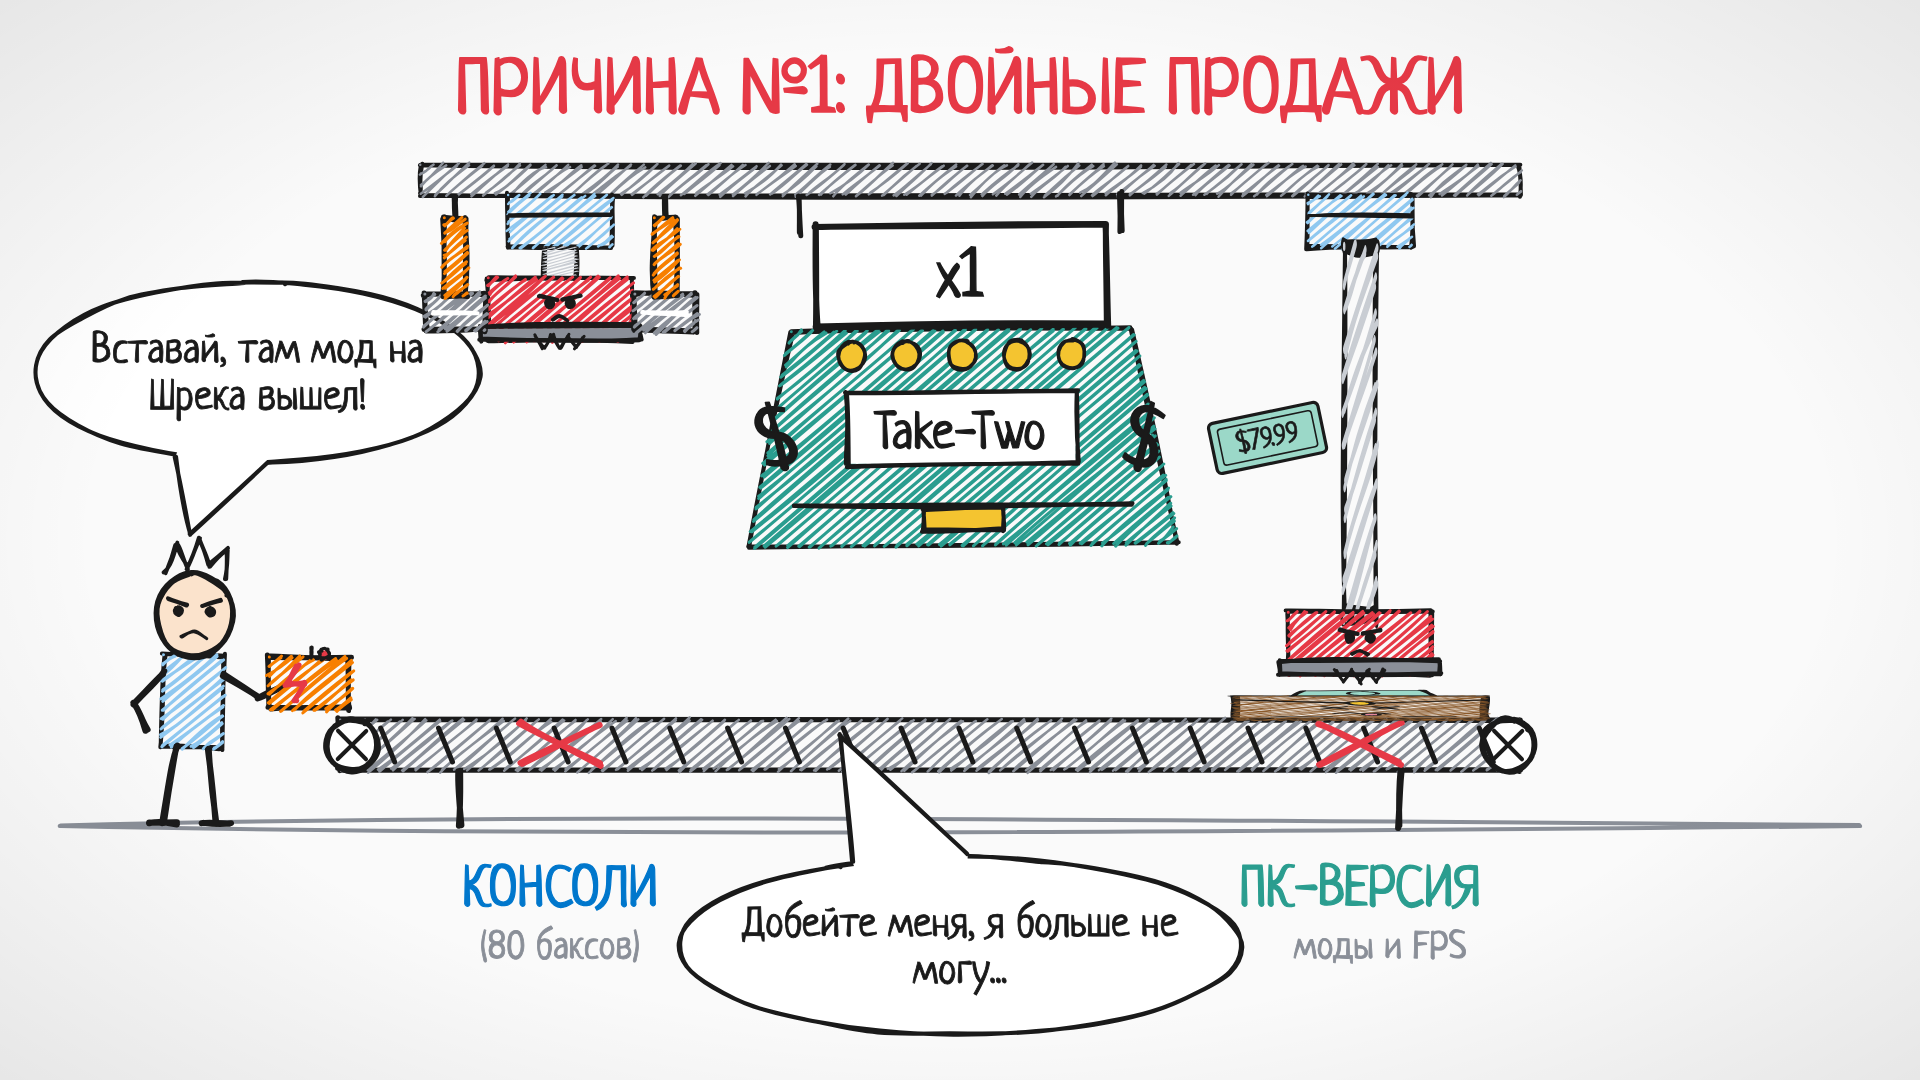 ПРИЧИНА №1: ДВОЙНЫЕ ПРОДАЖИ
x1
Вставай, там мод на
Шрека вышел!
Take-Two
$
$
$79.99
КОНСОЛИ
(80 баксов)
Добейте меня, я больше не
могу...
ПК-ВЕРСИЯ
моды и FPS